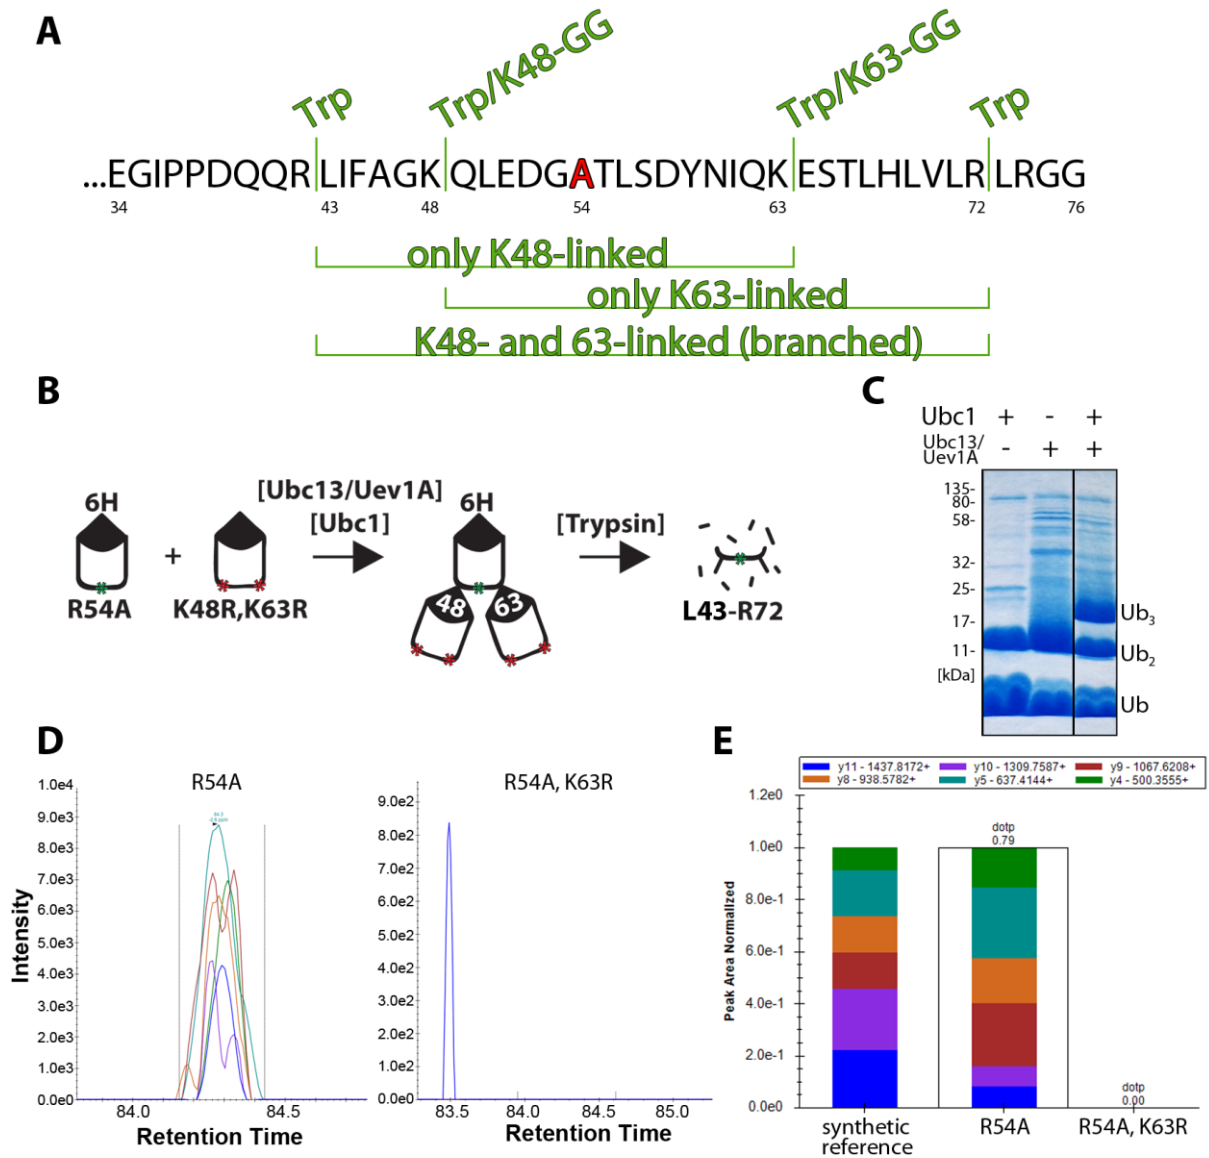 A
Trp
Trp/K48-GG
Trp/K63-GG
Trp
...EGIPPDQQRLIFAGKQLEDGATLSDYNIQKESTLHLVLRLRGG
34 43 48 54 63 72 76
only K48-linked
only K63-linked
K48- and 63-linked (branched)
B
6H
R54A
+
K48R,K63R
[Ubc13/Uev1A]
[Ubc1]
6H
48 63
[Trypsin]
L43-R72
C
Ubc1 + - +
Ubc13/
Uev1A - + +
135-
80-
58-
32-
25-
17-
11-
[kDa]
Ub3
Ub2
Ub
D
R54A
1.0e4
9.0e3
8.0e3
7.0e3
6.0e3
5.0e3
4.0e3
3.0e3
2.0e3
1.0e3
0.0e0
Intensity
84.0 84.5
Retention Time
R54A, K63R
9.0e2
8.0e2
7.0e2
6.0e2
5.0e2
4.0e2
3.0e2
2.0e2
1.0e2
0.0e0
83.5 84.0 84.5 85.0
Retention Time
E
y11 - 1437.8172+ y10 - 1309.7587+ y9 - 1067.6208+
y8 - 938.5782+ y5 - 637.4144+ y4 - 500.3555+
1.2e0
1.0e0
8.0e-1
6.0e-1
4.0e-1
2.0e-1
0.0e0
Peak Area Normalized
dotp
0.79
dotp
0.00
synthetic
reference
R54A
R54A, K63R